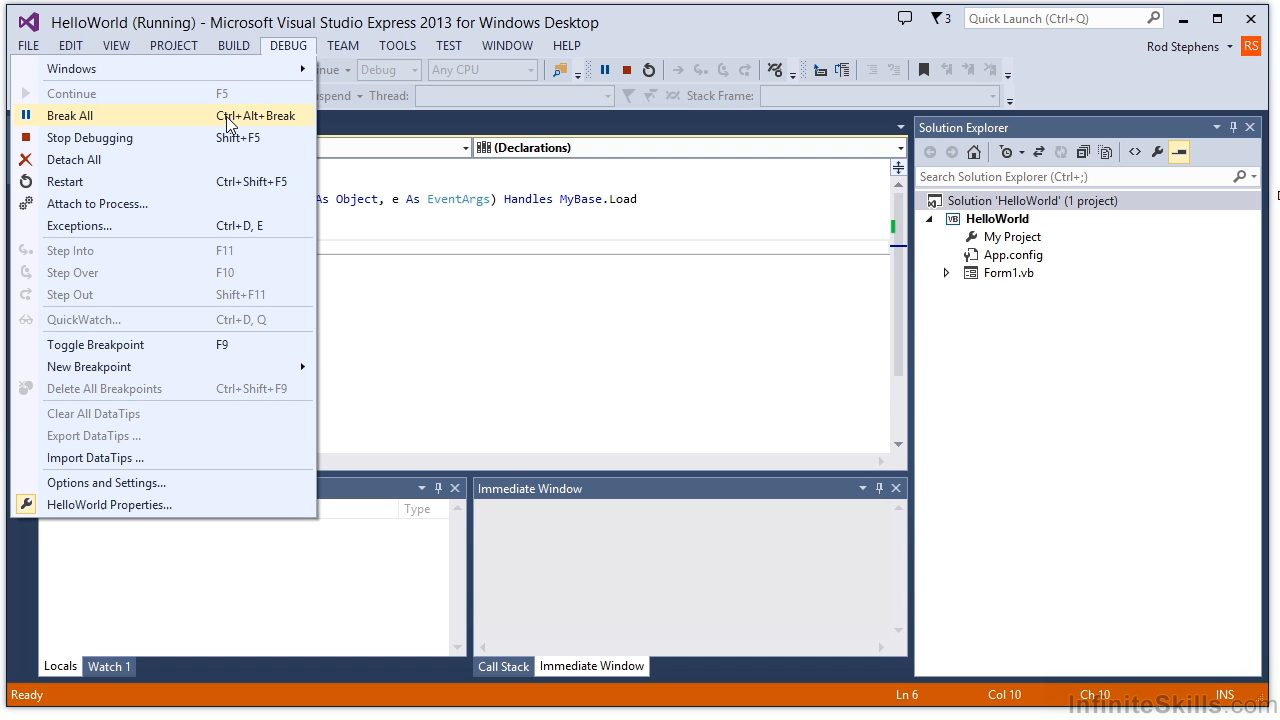 HelloWorld (Running) - Microsoft Visual Studio Express 2013 for Windows Desktop
3
Quick Launch (Ctrl+Q)
FILE EDIT VIEW PROJECT BUILD DEBUG TEAM TOOLS TEST WINDOW HELP
Rod Stephens RS
Windows
nue Debug Any CPU
Continue F5
spend Thread: Stack Frame:
Break All Ctrl+Alt+Break
Stop Debugging Shift+F5
Detach All
Restart Ctrl+Shift+F5
Attach to Process...
Exceptions... Ctrl+D, E
Step Into F11
Step Over F10
Step Out Shift+F11
QuickWatch... Ctrl+D, Q
Toggle Breakpoint F9
New Breakpoint
Delete All Breakpoints Ctrl+Shift+F9
Clear All DataTips
Export DataTips ...
Import DataTips ...
Options and Settings...
HelloWorld Properties...
(Declarations)
As Object, e As EventArgs) Handles MyBase.Load
Solution Explorer
Search Solution Explorer (Ctrl+;)
Solution 'HelloWorld' (1 project)
VB HelloWorld
My Project
App.config
Form1.vb
Type
Locals Watch 1
Immediate Window
Call Stack Immediate Window
Ready Ln 6 Col 10 Ch 10 INS
InfiniteSkills.com